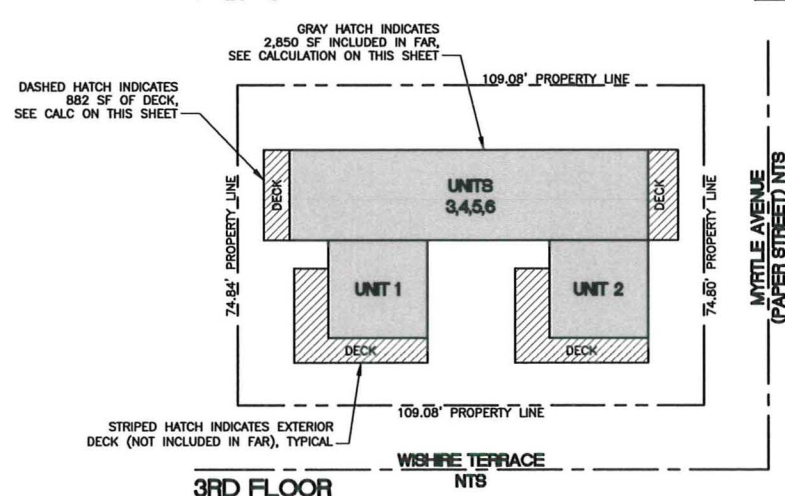 GRAY HATCH INDICATES
2,850 SF INCLUDED IN FAR,
SEE CALCULATION ON THIS SHEET
109.08' PROPERTY LINE
DASHED HATCH INDICATES
882 SF OF DECK,
SEE CALC ON THIS SHEET
74.84' PROPERTY LINE
DECK
UNITS
3,4,5,6
DECK
74.80' PROPERTY LINE
MYRTLE AVENUE
(PAPER STREET) NTS
UNIT 1
UNIT 2
DECK
DECK
109.08' PROPERTY LINE
STRIPED HATCH INDICATES EXTERIOR
DECK (NOT INCLUDED IN FAR), TYPICAL
WISHIRE TERRACE
NTS
3RD FLOOR